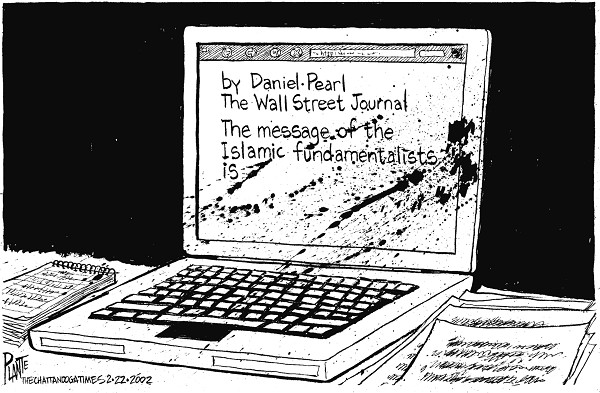 by Daniel Pearl
The Wall Street Journal
The message of the
Islamic fundamentalists
is
PLANTE
THE CHATTANOOGA TIMES 2·22·2002